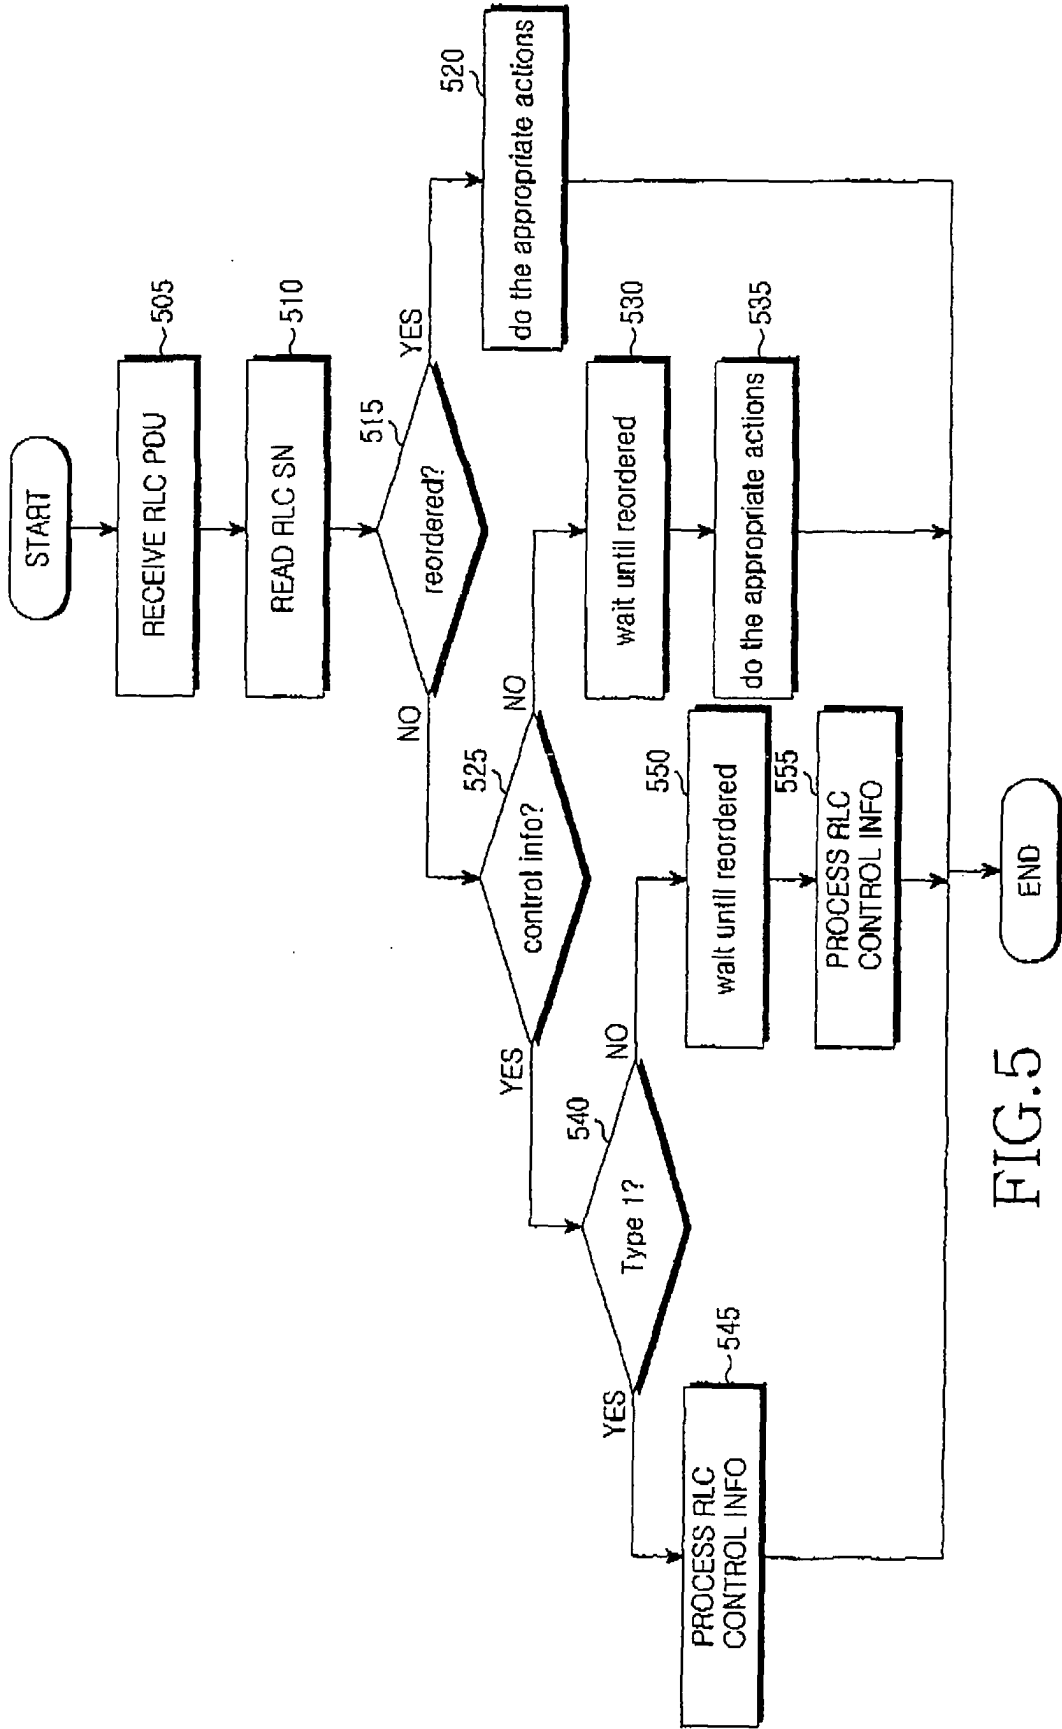 START
RECEIVE RLC PDU
505
READ RLC SN
510
reordered?
515
YES
NO
do the appropriate actions
520
control info?
525
NO
YES
wait until reordered
530
do the appropriate actions
535
Type 1?
540
NO
YES
wait until reordered
550
PROCESS RLC
CONTROL INFO
555
PROCESS RLC
CONTROL INFO
545
END
FIG.5